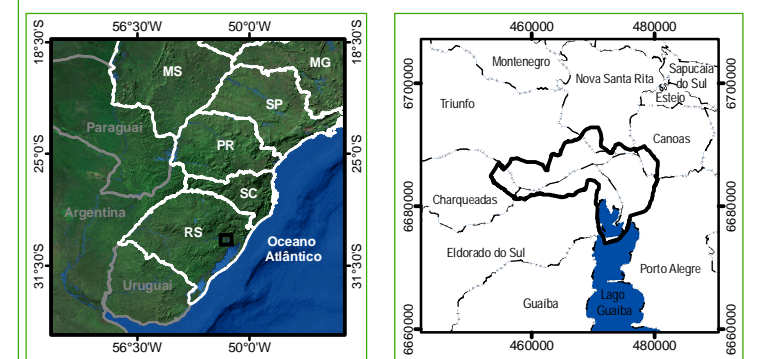 56°30'W
50°0'W
18°30'S
18°30'S
MS
MG
SP
Paraguai
PR
25°0'S
25°0'S
SC
Argentina
RS
Oceano
Atlântico
31°30'S
31°30'S
Uruguai
56°30'W
50°0'W
460000
480000
Montenegro
Sapucaia
do Sul
Nova Santa Rita
6700000
6700000
Esteio
Triunfo
Canoas
Charqueadas
6680000
6680000
Eldorado do Sul
Porto Alegre
Lago
Guaíba
Guaíba
6660000
6660000
460000
480000